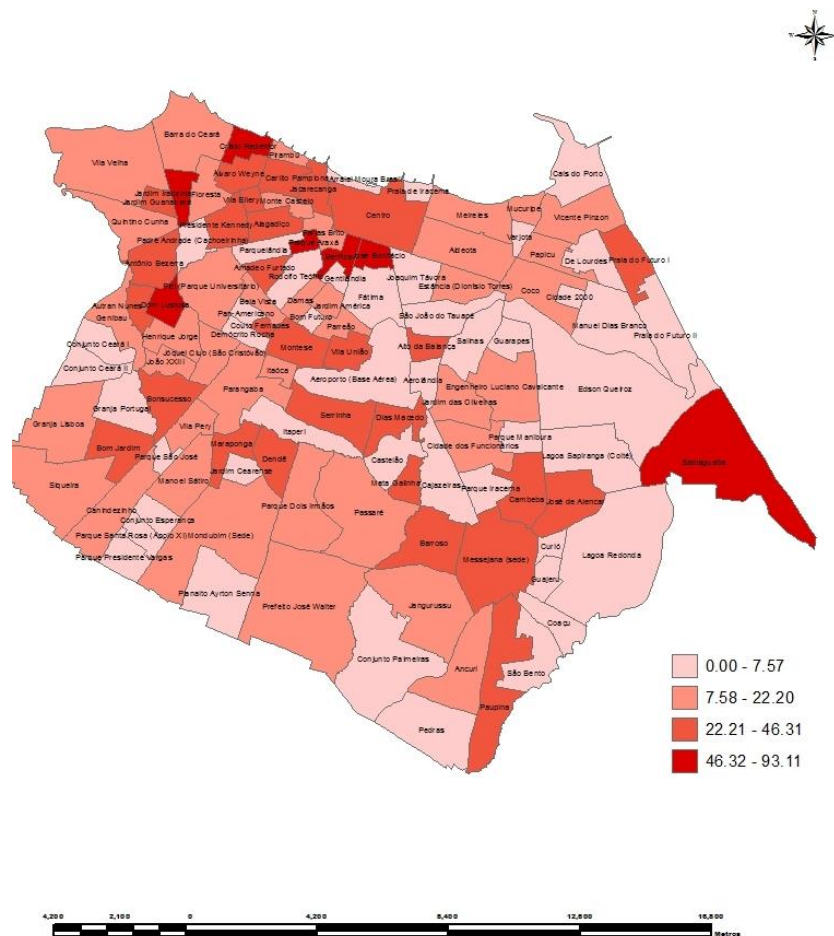 N
W
E
S
Barra do Ceará
Cristo Redentor
Pirambu
Vila Velha
Cais do Porto
Alvaro Weyne
Carlito Pamplona
Arraial Moura Brasil
Jacarecanga
Praia de Iracema
Jardim Iracema
Floresta
Jardim Guanabara
Vila Ellery
Monte Castelo
Centro
Meireles
Mucuripe
Vicente Pinzon
Quintino Cunha
Presidente Kennedy
Alagadiço
Farias Brito
Varjota
Padre Andrade (Cachoeirinha)
Parque Araxá
Parquelândia
Benfica
José Bonifácio
Aldeota
Papicu
De Lourdes
Praia do Futuro I
Antônio Bezerra
Amadeo Furtado
Rodolfo Teófilo
Gentilândia
Joaquim Távora
Estância (Dionísio Torres)
Coco
Cidade 2000
Pici (Parque Universitário)
Autran Nunes
Dom Lustosa
Bela Vista
Damas
Fátima
Jardim América
Genibau
Pan-Americano
Bom Futuro
São João do Tauapé
Manuel Dias Branco
Couto Fernandes
Parreão
Praia do Futuro II
Conjunto Ceará I
Henrique Jorge
Demócrito Rocha
Montese
Vila União
Alto da Balança
Salinas
Guarapes
Jóquei Club (São Cristóvão)
João XXIII
Conjunto Ceará II
Itaóca
Aeroporto (Base Aérea)
Aerolândia
Engenheiro Luciano Cavalcante
Edson Queiroz
Granja Portugal
Bonsucesso
Parangaba
Jardim das Oliveiras
Granja Lisboa
Vila Pery
Serrinha
Dias Macedo
Itaperi
Parque Manibura
Bom Jardim
Maraponga
Dendê
Cidade dos Funcionários
Parque São José
Castelão
Lagoa Sapiranga (Coité)
Sabiaguaba
Jardim Cearense
Siqueira
Manoel Sátiro
Mata Galinha
Cajazeiras
Parque Iracema
Cambeba
José de Alencar
Canindezinho
Conjunto Esperança
Parque Dois Irmãos
Passaré
Parque Santa Rosa (Apolo XI)
Mondubim (Sede)
Barroso
Curió
Parque Presidente Vargas
Messejana (sede)
Lagoa Redonda
Guajeru
Planalto Ayrton Senna
Prefeito José Walter
Jangurussu
Coaçu
Conjunto Palmeiras
Ancuri
São Bento
Paupina
Pedras
0.00 - 7.57
7.58 - 22.20
22.21 - 46.31
46.32 - 93.11
4,200 2,100 0 4,200 8,400 12,600 16,800
Metros